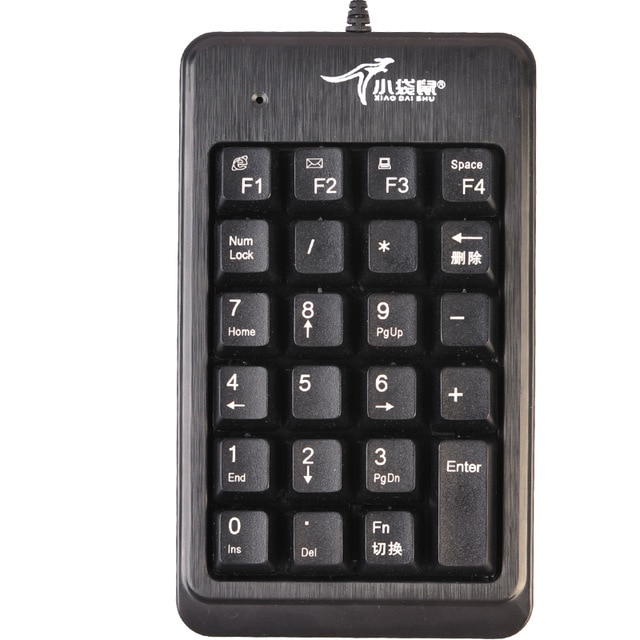 小袋鼠®
XIAO DAI SHU
F1
F2
F3
Space
F4
Num
Lock
/
*
←
删除
7
Home
8
↑
9
PgUp
−
4
←
5
6
→
+
1
End
2
↓
3
PgDn
Enter
0
Ins
.
Del
Fn
切换